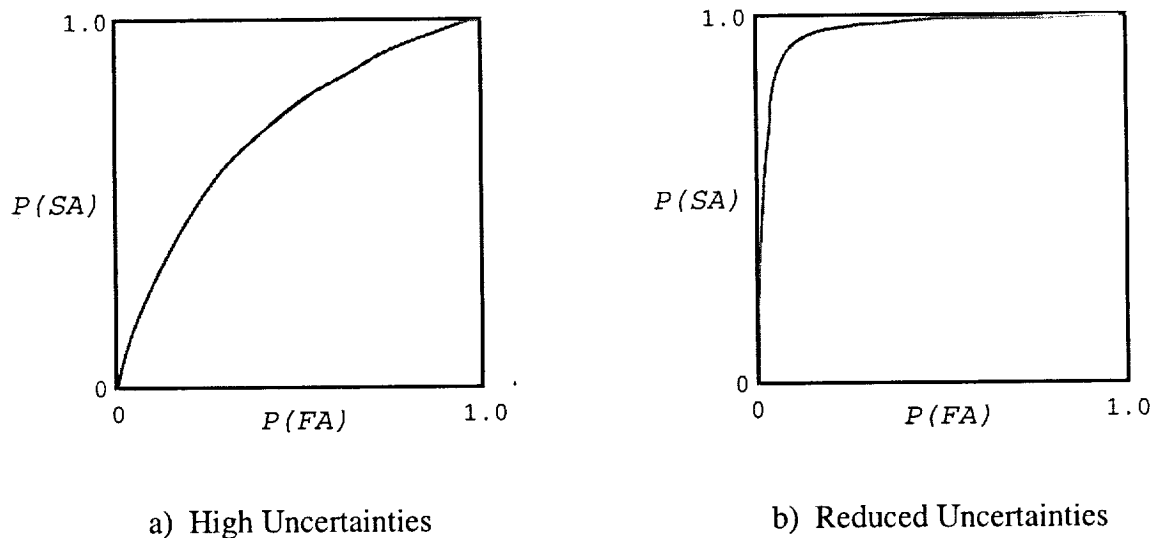 1.0
P(SA)
0
0
P(FA)
1.0
a) High Uncertainties
1.0
P(SA)
0
0
P(FA)
1.0
b) Reduced Uncertainties